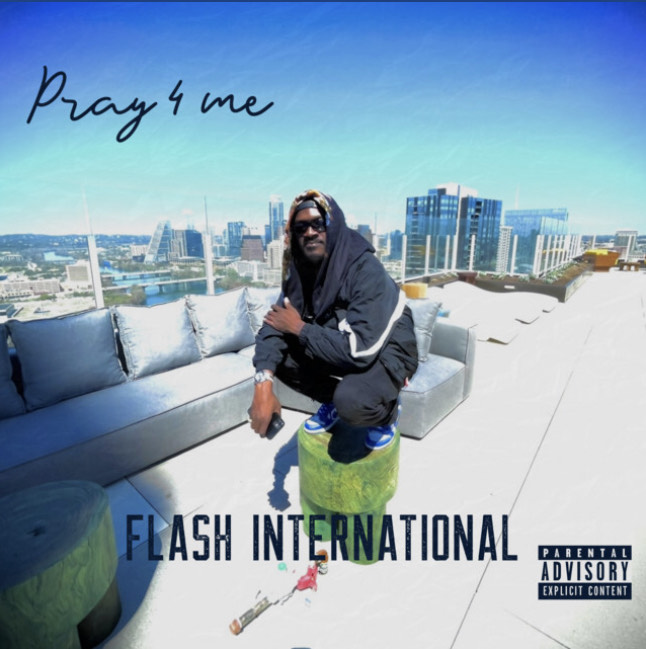 Pray 4 me
FLASH INTERNATIONAL
PARENTAL
ADVISORY
EXPLICIT CONTENT